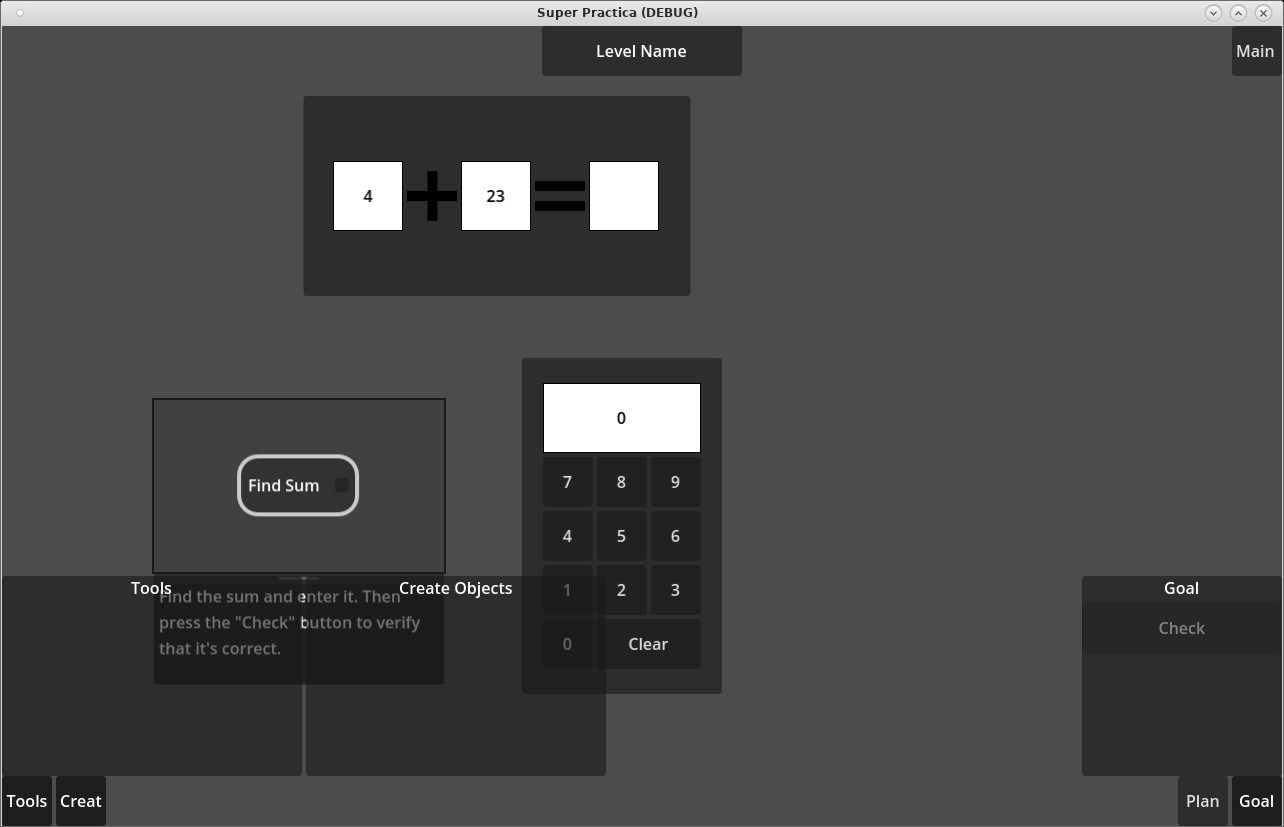 Super Practica (DEBUG)
Level Name
Main
4 + 23 =
0
7 8 9
4 5 6
1 2 3
0 Clear
Find Sum
Tools
Create Objects
Find the sum and enter it. Then
press the "Check" button to verify
that it's correct.
Goal
Check
Tools
Creat
Plan
Goal